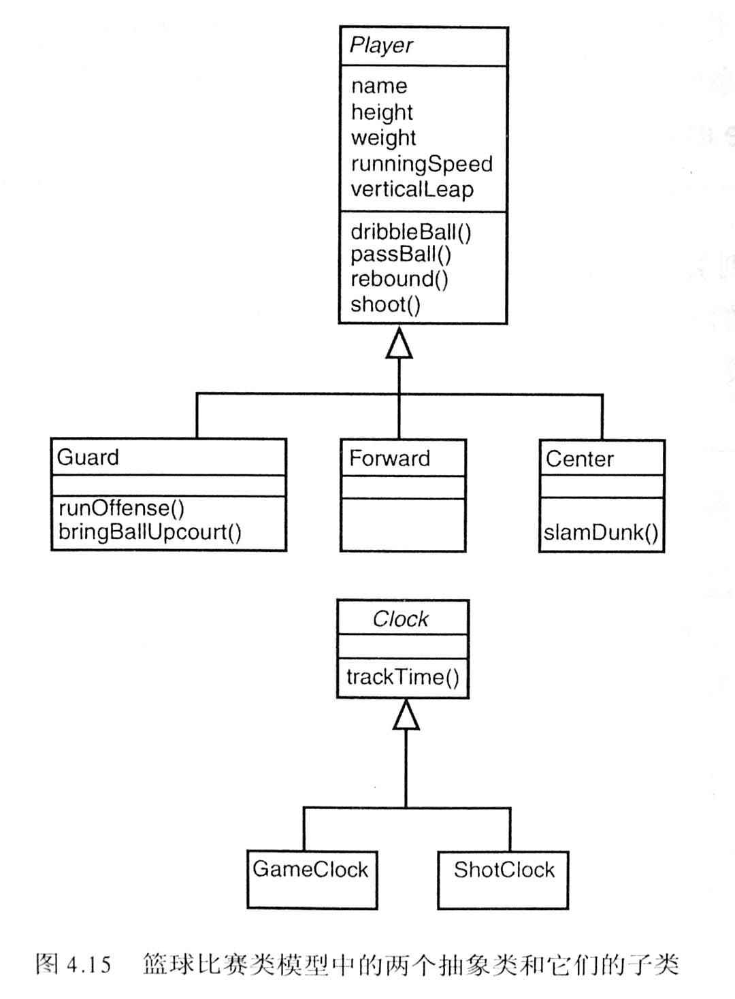 Player
name
height
weight
runningSpeed
verticalLeap
dribbleBall()
passBall()
rebound()
shoot()
Guard
runOffense()
bringBallUpcourt()
Forward
Center
slamDunk()
Clock
trackTime()
GameClock
ShotClock
图 4.15 篮球比赛类模型中的两个抽象类和它们的子类